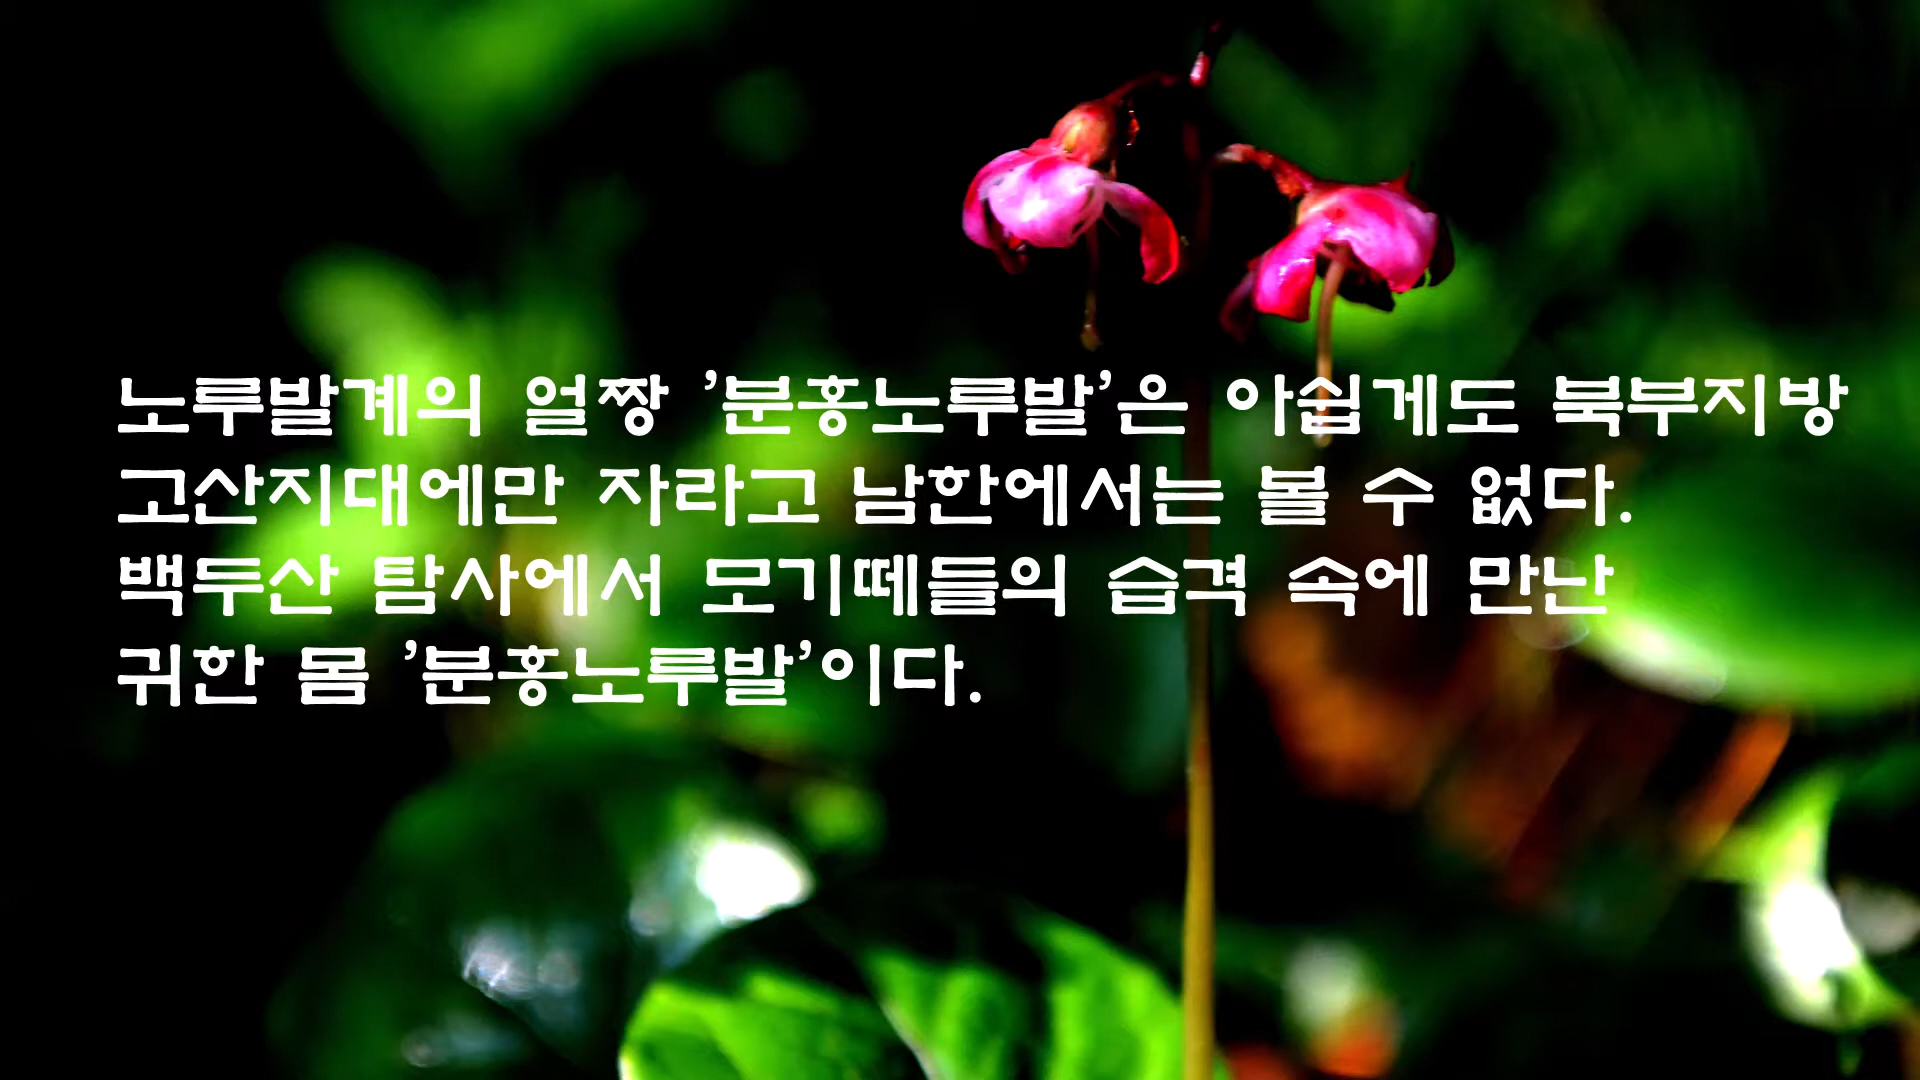 노루발계의 얼짱 '분홍노루발'은 아쉽게도 북부지방
고산지대에만 자라고 남한에서는 볼 수 없다.
백두산 탐사에서 모기떼들의 습격 속에 만난
귀한 몸 '분홍노루발'이다.